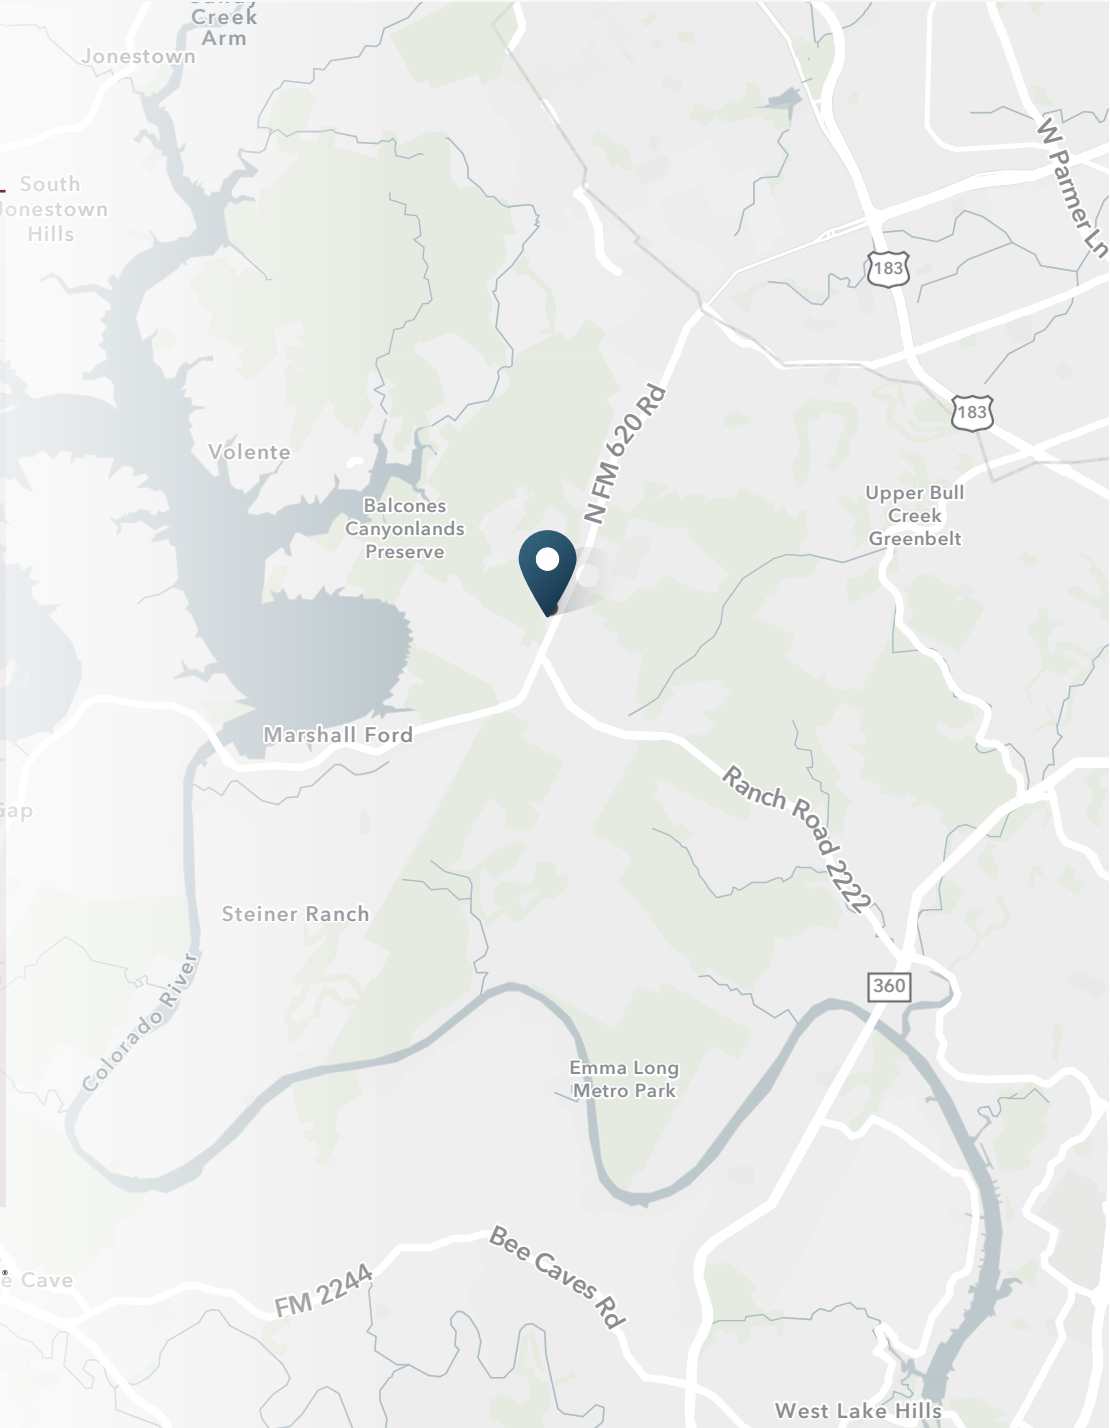 Creek
Arm
Jonestown
W Parmer Ln
South
Jonestown
Hills
183
183
N FM 620 Rd
Volente
Upper Bull
Creek
Greenbelt
Balcones
Canyonlands
Preserve
Marshall Ford
Ranch Road 2222
Gap
Steiner Ranch
Colorado River
360
Emma Long
Metro Park
Bee Caves Rd
FM 2244
e Cave
West Lake Hills